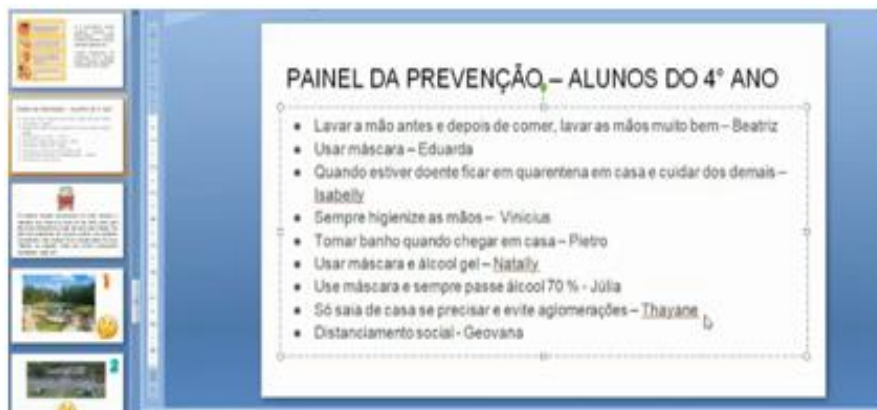 PAINEL DA PREVENÇÃO – ALUNOS DO 4° ANO
● Lavar a mão antes e depois de comer, lavar as mãos muito bem – Beatriz
● Usar máscara – Eduarda
● Quando estiver doente ficar em quarentena em casa e cuidar dos demais –
Isabelly
● Sempre higienize as mãos – Vinicius
● Tomar banho quando chegar em casa – Pietro
● Usar máscara e álcool gel – Natally
● Use máscara e sempre passe álcool 70 % - Júlia
● Só saia de casa se precisar e evite aglomerações – Thayane
● Distanciamento social - Geovana
1
2